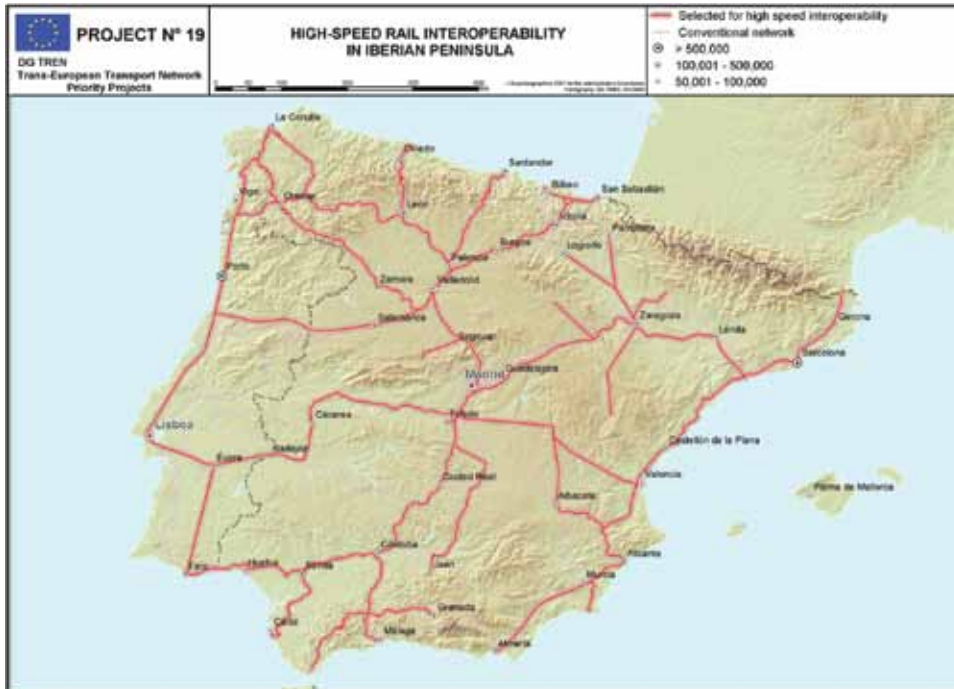 PROJECT N° 19
DG TREN
Trans-European Transport Network
Priority Projects
HIGH-SPEED RAIL INTEROPERABILITY
IN IBERIAN PENINSULA
Selected for high speed interoperability
Conventional network
> 500,000
100,001 - 500,000
50,001 - 100,000
La Coruña
Oviedo
Santander
Bilbao
San Sebastián
Vigo
Orense
León
Vitoria
Pamplona
Burgos
Logroño
Palencia
Porto
Zamora
Valladolid
Gerona
Salamanca
Zaragoza
Lérida
Segovia
Barcelona
Madrid
Guadalajara
Cáceres
Toledo
Lisboa
Castellón de la Plana
Évora
Badajoz
Ciudad Real
Valencia
Albacete
Palma de Mallorca
Córdoba
Alicante
Faro
Huelva
Sevilla
Jaén
Murcia
Granada
Cádiz
Málaga
Almería